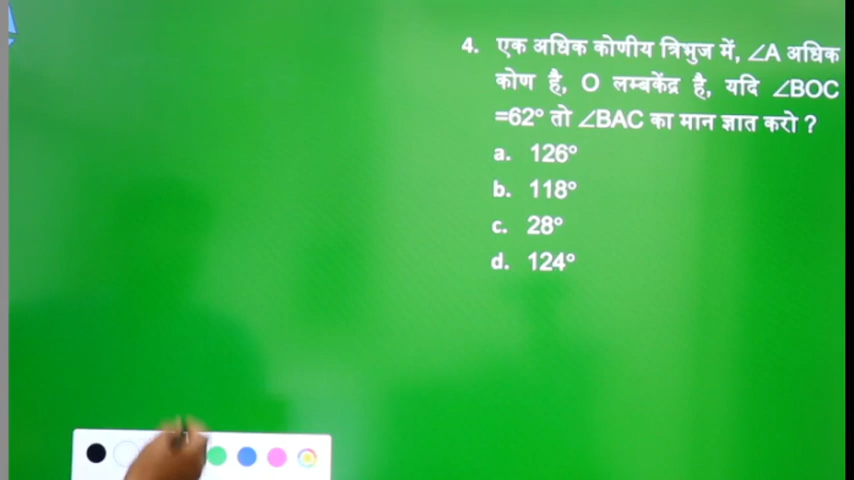 4. एक अधिक कोणीय त्रिभुज में, ∠A अधिक
कोण है, O लम्बकेंद्र है, यदि ∠BOC
=62° तो ∠BAC का मान ज्ञात करो ?
a. 126°
b. 118°
c. 28°
d. 124°